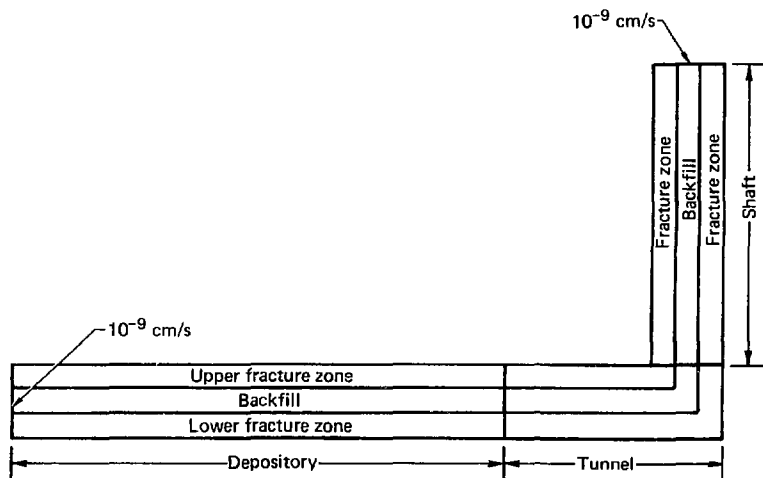 10⁻⁹ cm/s
Fracture zone
Backfill
Fracture zone
Shaft
10⁻⁹ cm/s
Upper fracture zone
Backfill
Lower fracture zone
Depository
Tunnel